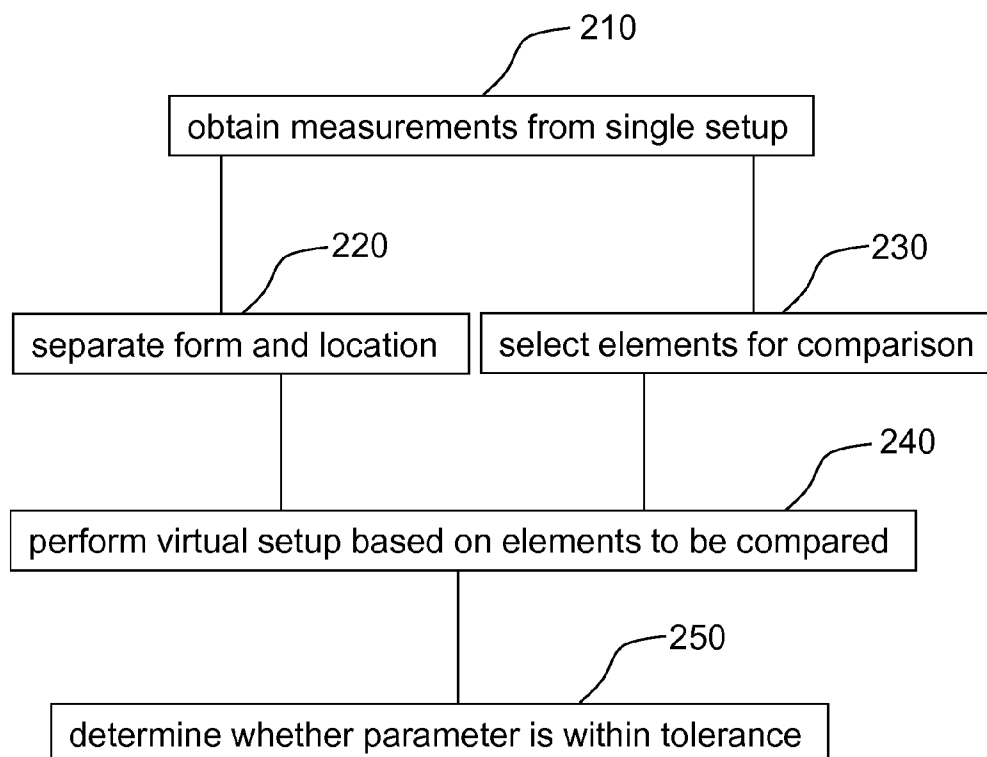 210
obtain measurements from single setup
220
230
separate form and location
select elements for comparison
240
perform virtual setup based on elements to be compared
250
determine whether parameter is within tolerance